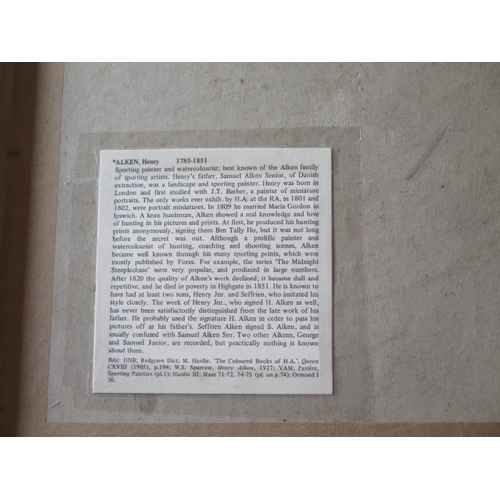 *ALKEN, Henry 1785-1851
Sporting painter and watercolourist; best known of the Alken family
of sporting artists. Henry's father, Samuel Alken Senior, of Danish
extraction, was a landscape and sporting painter. Henry was born in
London and first studied with J.T. Barber, a painter of miniature
portraits. The only works ever exhib. by H.A. at the RA, in 1801 and
1802, were portrait miniatures. In 1809 he married Maria Gordon in
Ipswich. A keen huntsman, Alken showed a real knowledge and love
of hunting in his pictures and prints. At first, he produced his hunting
prints anonymously, signing them Ben Tally Ho, but it was not long
before the secret was out. Although a prolific painter and
watercolourist of hunting, coaching and shooting scenes, Alken
became well known through his many sporting prints, which were
mostly published by Fores. For example, the series 'The Midnight
Steeplechase' were very popular, and produced in large numbers.
After 1820 the quality of Alken's work declined; it became dull and
repetitive, and he died in poverty in Highgate in 1851. He is known to
have had at least two sons, Henry Jnr. and Seffrien, who imitated his
style closely. The work of Henry Jnr., who signed H. Alken as well,
has never been satisfactorily distinguished from the late work of his
father. He probably used the signature H. Alken in order to pass his
pictures off as his father's. Seffrien Alken signed S. Alken, and is
usually confused with Samuel Alken Snr. Two other Alkens, George
and Samuel Junior, are recorded, but practically nothing is known
about them.
Bibl: DNB; Redgrave Dict; M. Hardie, 'The Coloured Books of H.A.', Queen
CXVIII (1905), p.194; W.S. Sparrow, Henry Alken, 1927; VAM; Pavière,
Sporting Painters (pl.1); Hardie III; Maas 71-72, 74-75 (pl. on p.74); Ormond I
30.